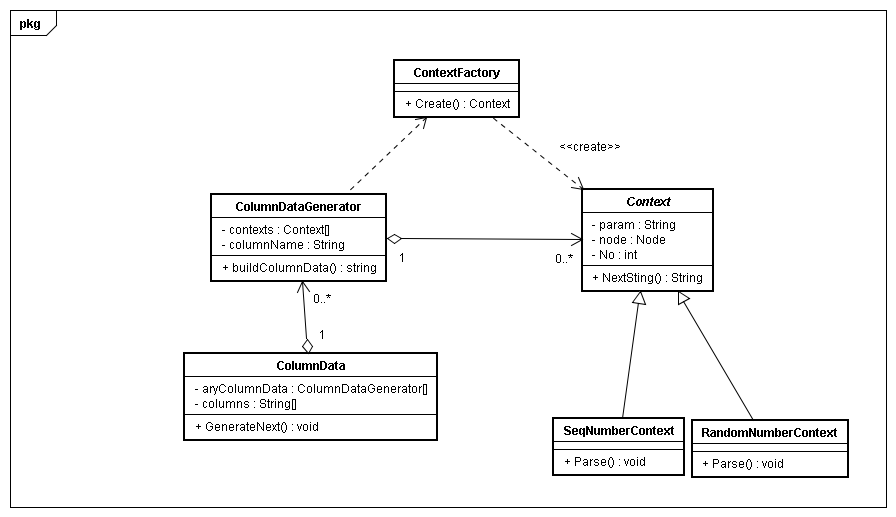 pkg
ContextFactory
+ Create() : Context
<<create>>
ColumnDataGenerator
- contexts : Context[]
- columnName : String
+ buildColumnData() : string
Context
- param : String
- node : Node
- No : int
+ NextSting() : String
1
0..*
0..*
1
ColumnData
- aryColumnData : ColumnDataGenerator[]
- columns : String[]
+ GenerateNext() : void
SeqNumberContext
+ Parse() : void
RandomNumberContext
+ Parse() : void